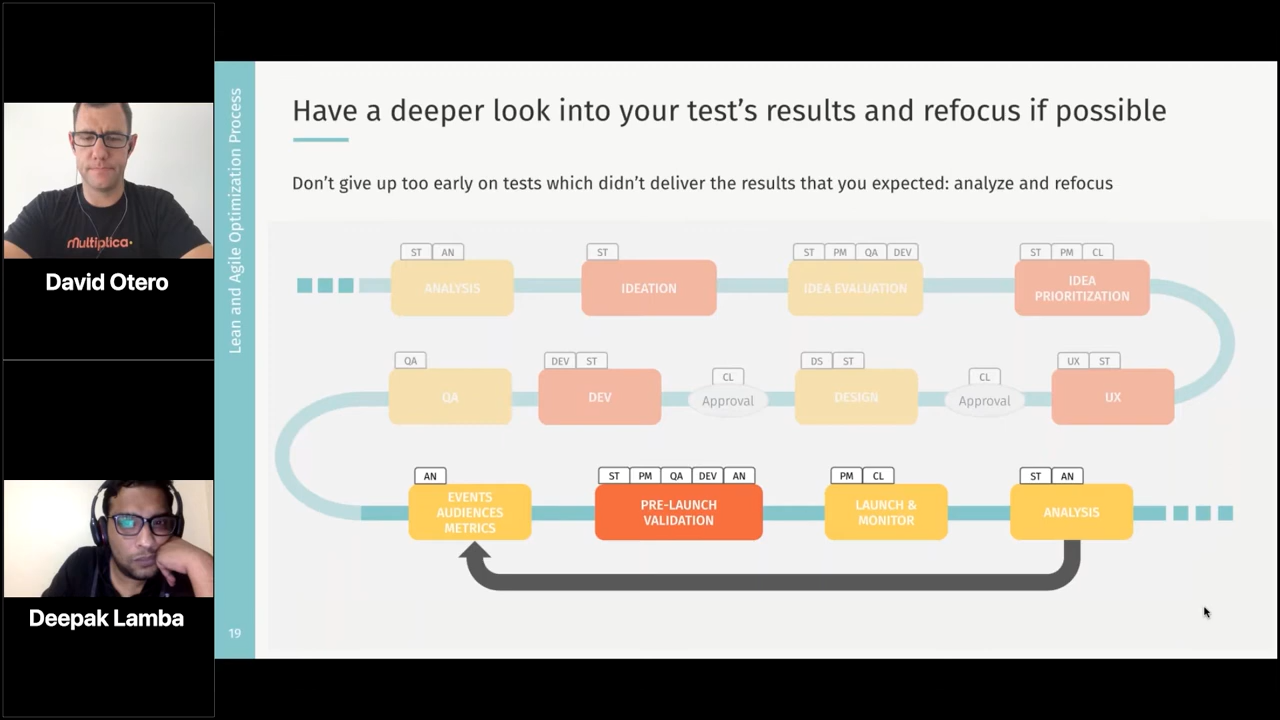 Multiplica
David Otero
Deepak Lamba
Lean and Agile Optimization Process
19
Have a deeper look into your test’s results and refocus if possible
Don’t give up too early on tests which didn’t deliver the results that you expected: analyze and refocus
ST AN
ANALYSIS
ST
IDEATION
ST PM QA DEV
IDEA EVALUATION
ST PM CL
IDEA
PRIORITIZATION
QA
QA
DEV ST
DEV
CL
Approval
DS ST
DESIGN
CL
Approval
UX ST
UX
AN
EVENTS
AUDIENCES
METRICS
ST PM QA DEV AN
PRE-LAUNCH
VALIDATION
PM CL
LAUNCH &
MONITOR
ST AN
ANALYSIS